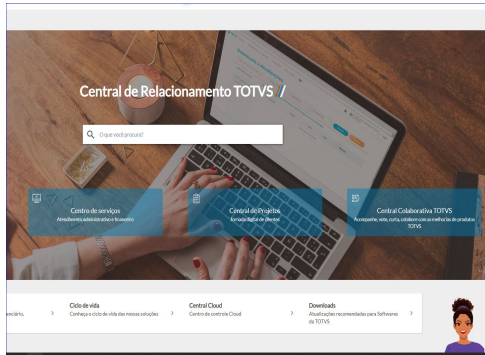 Central de Relacionamento TOTVS //
O que você procura?
Centro de serviços
Atendimento administrativo e financeiro
Central de Projetos
Jornada digital de clientes
Central Colaborativa TOTVS
Acompanhe, vote, curta, colabore com as melhorias de produtos
TOTVS
Ciclo de vida
Conheça o ciclo de vida das nossas soluções
Central Cloud
Centro de controle Cloud
Downloads
Atualizações recomendadas para Softwares
da TOTVS